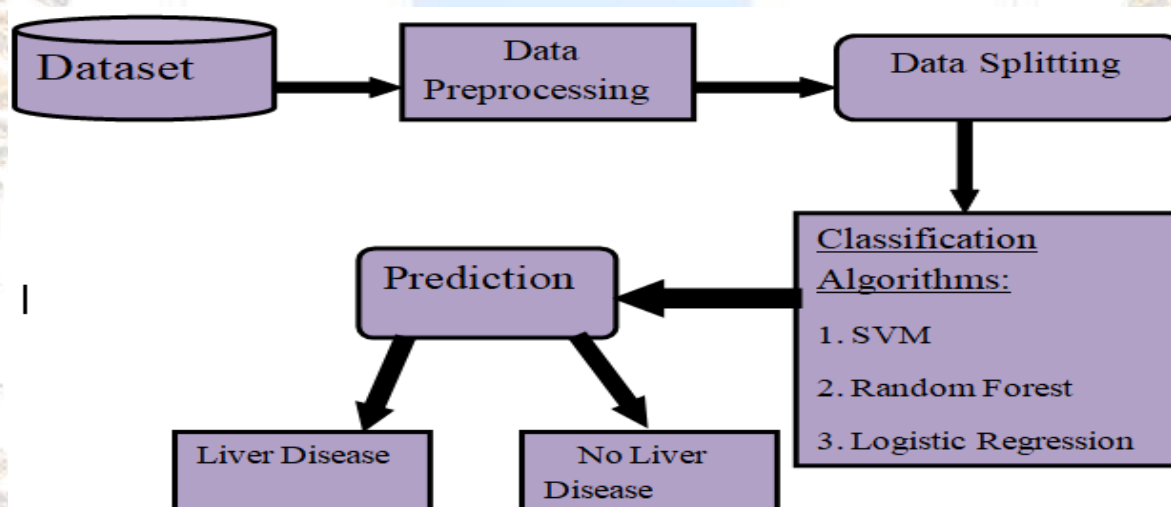 Dataset
Data
Preprocessing
Data Splitting
Classification
Algorithms:
1. SVM
2. Random Forest
3. Logistic Regression
Prediction
Liver Disease
No Liver
Disease